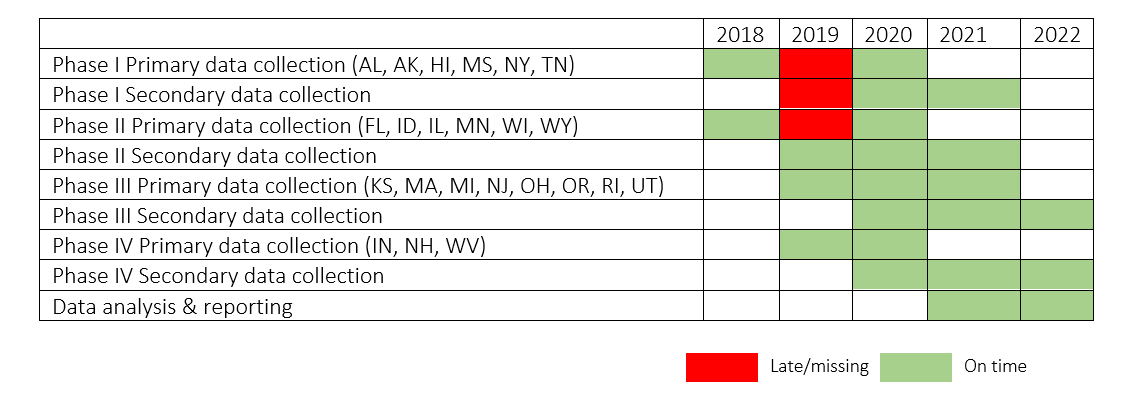 2018 2019 2020 2021 2022
Phase I Primary data collection (AL, AK, HI, MS, NY, TN)
Phase I Secondary data collection
Phase II Primary data collection (FL, ID, IL, MN, WI, WY)
Phase II Secondary data collection
Phase III Primary data collection (KS, MA, MI, NJ, OH, OR, RI, UT)
Phase III Secondary data collection
Phase IV Primary data collection (IN, NH, WV)
Phase IV Secondary data collection
Data analysis & reporting
Late/missing On time